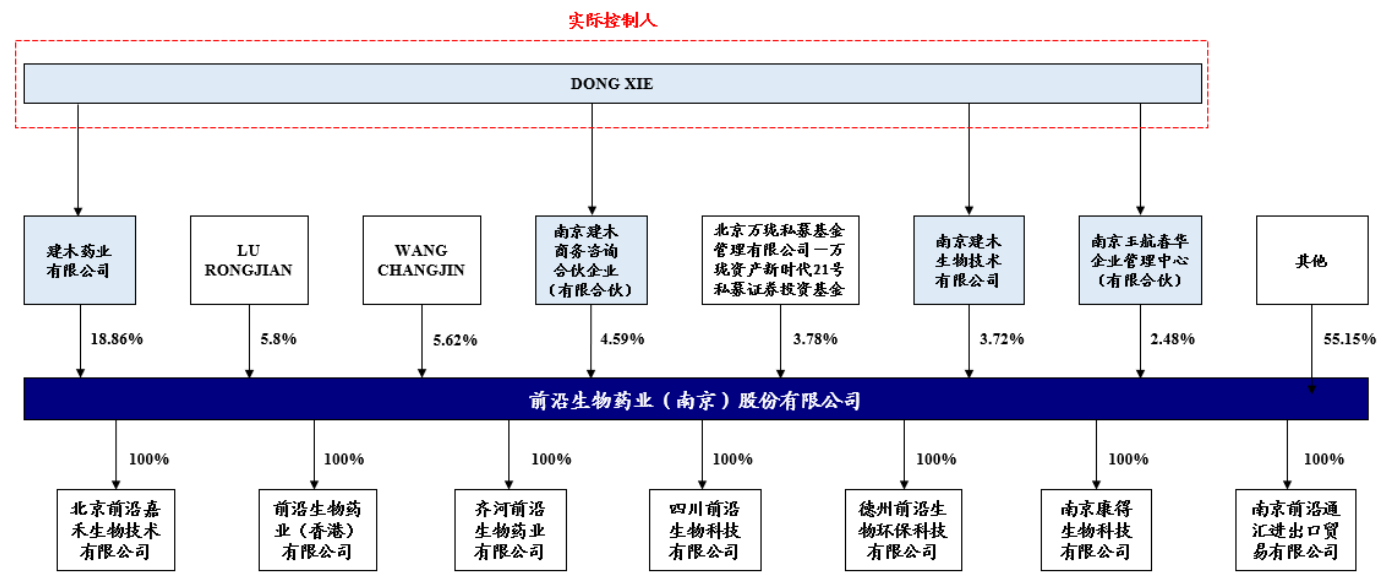 实际控制人
DONG XIE
建木药业
有限公司
LU
RONGJIAN
WANG
CHANGJIN
南京建木
商务咨询
合伙企业
（有限合伙）
北京万珑私募基金
管理有限公司—万
珑资产新时代21号
私募证券投资基金
南京建木
生物技术
有限公司
南京玉航春华
企业管理中心
（有限合伙）
其他
18.86%
5.8%
5.62%
4.59%
3.78%
3.72%
2.48%
55.15%
前沿生物药业（南京）股份有限公司
100%
100%
100%
100%
100%
100%
100%
北京前沿嘉
禾生物技术
有限公司
前沿生物药
业（香港）
有限公司
齐河前沿
生物药业
有限公司
四川前沿
生物科技
有限公司
德州前沿生
物环保科技
有限公司
南京康得
生物科技
有限公司
南京前沿通
汇进出口贸
易有限公司